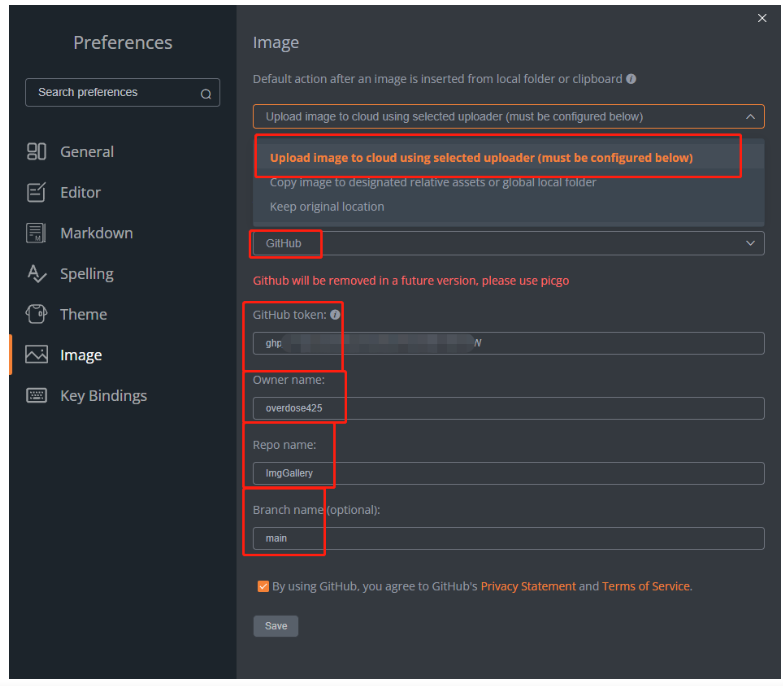 Preferences
Search preferences
General
Editor
Markdown
Spelling
Theme
Image
Key Bindings
Image
Default action after an image is inserted from local folder or clipboard
Upload image to cloud using selected uploader (must be configured below)
Upload image to cloud using selected uploader (must be configured below)
Copy image to designated relative assets or global local folder
Keep original location
GitHub
Github will be removed in a future version, please use picgo
GitHub token:
ghp
Owner name:
overdose425
Repo name:
ImgGallery
Branch name (optional):
main
By using GitHub, you agree to GitHub's Privacy Statement and Terms of Service.
Save